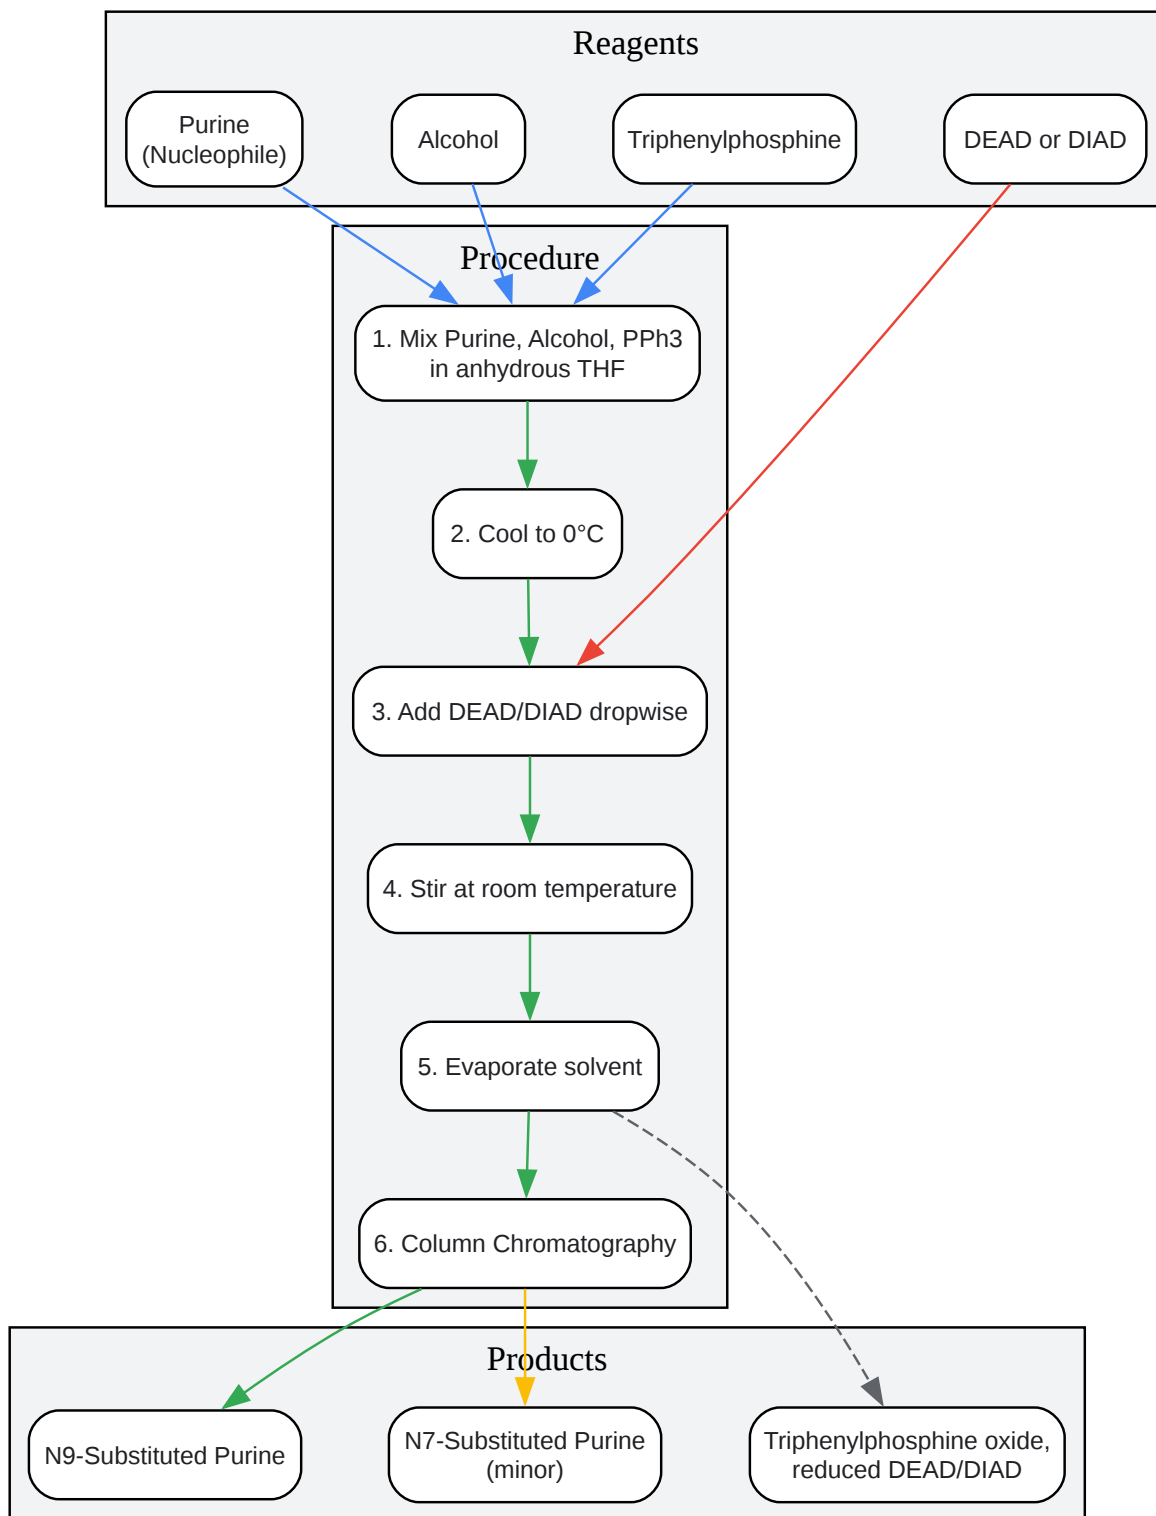 Reagents
Purine
(Nucleophile)
Alcohol
Triphenylphosphine
DEAD or DIAD
Procedure
1. Mix Purine, Alcohol, PPh3
in anhydrous THF
2. Cool to 0°C
3. Add DEAD/DIAD dropwise
4. Stir at room temperature
5. Evaporate solvent
6. Column Chromatography
Products
N9-Substituted Purine
N7-Substituted Purine
(minor)
Triphenylphosphine oxide,
reduced DEAD/DIAD